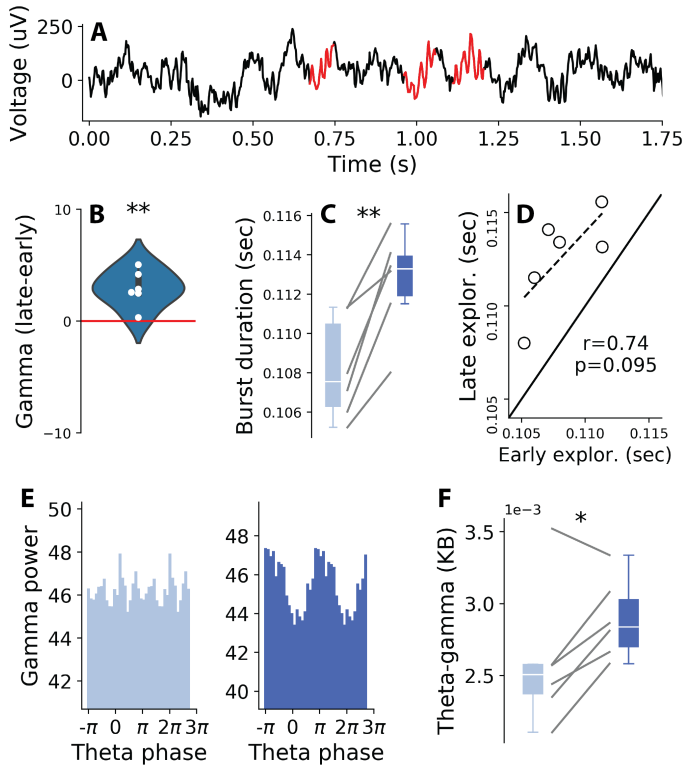 A
Voltage (uV)
250
0
0.00 0.25 0.50 0.75 1.00 1.25 1.50 1.75
Time (s)
B
**
Gamma (late-early)
10
0
−10
C
**
Burst duration (sec)
0.116
0.114
0.112
0.110
0.108
0.106
D
Late explor. (sec)
0.115
0.110
0.105
r=0.74
p=0.095
0.105 0.110 0.115
Early explor. (sec)
E
Gamma power
50
48
46
44
42
-π 0 π 2π 3π
Theta phase
48
46
44
42
40
-π 0 π 2π 3π
Theta phase
F
1e−3
*
Theta-gamma (KB)
3.5
3.0
2.5